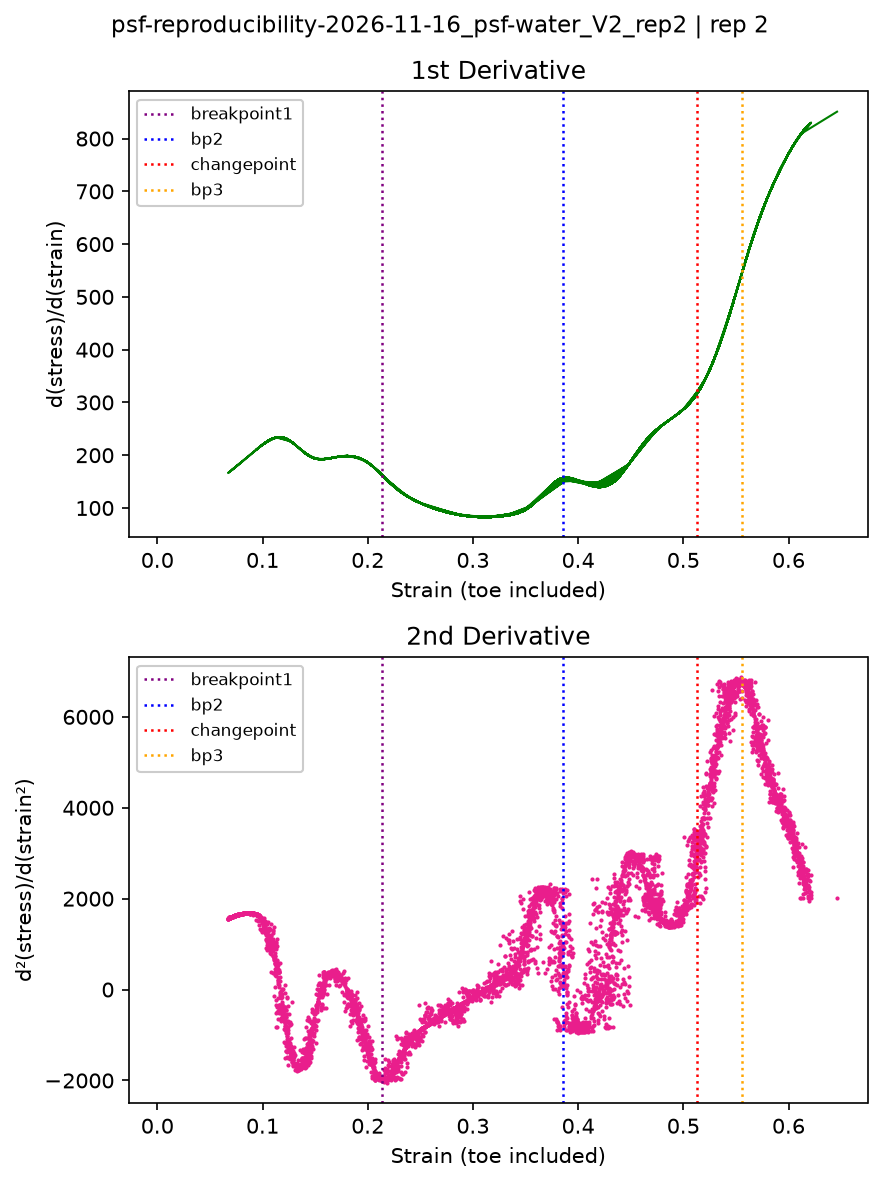 psf-reproducibility-2026-11-16_psf-water_V2_rep2 | rep 2
1st Derivative
breakpoint1
bp2
changepoint
bp3
d(stress)/d(strain)
800
700
600
500
400
300
200
100
0.0 0.1 0.2 0.3 0.4 0.5 0.6
Strain (toe included)
2nd Derivative
breakpoint1
bp2
changepoint
bp3
d²(stress)/d(strain²)
6000
4000
2000
0
−2000
0.0 0.1 0.2 0.3 0.4 0.5 0.6
Strain (toe included)